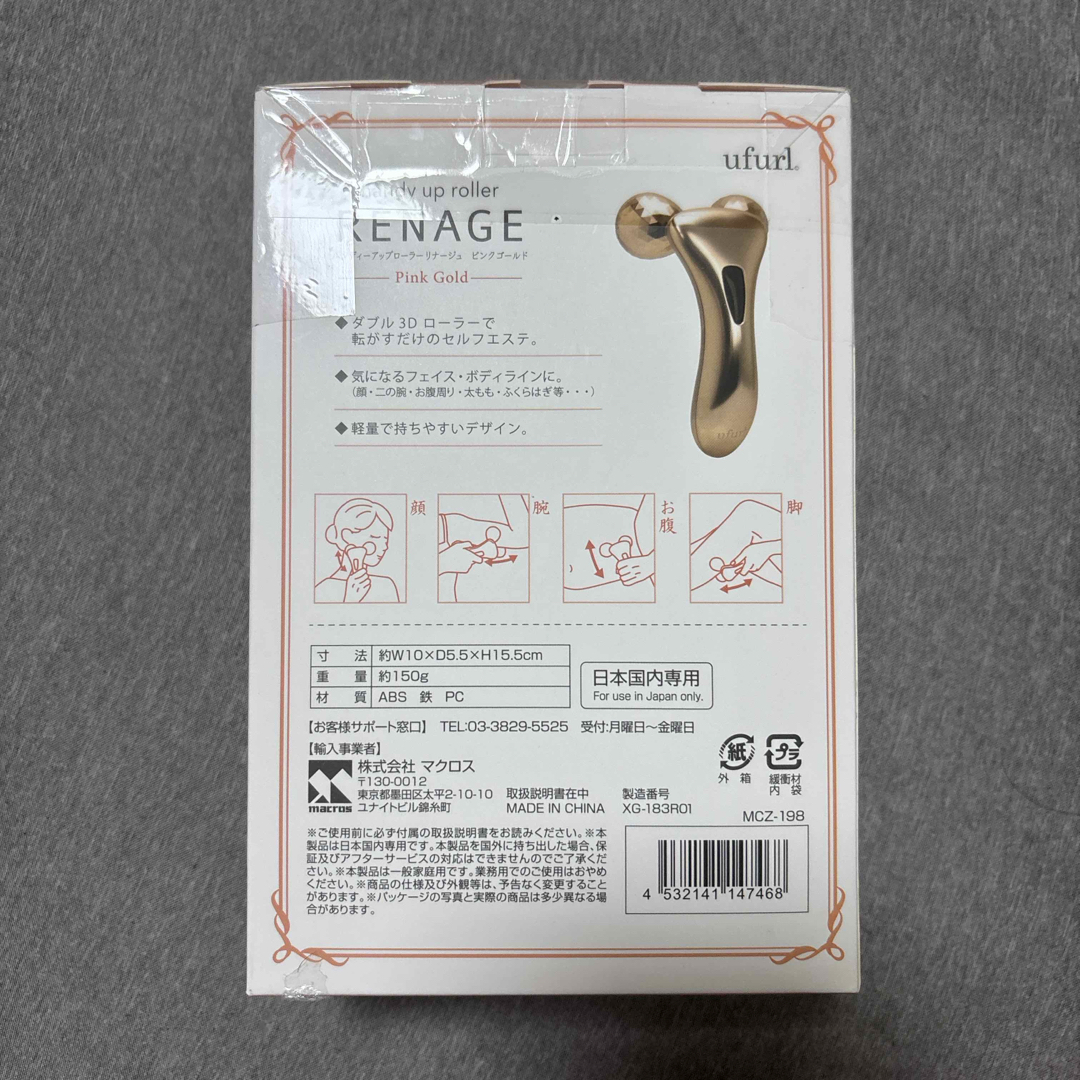 ufurl
up roller
RENAGE
ィーアップローラーリナージュ ピンクゴールド
Pink Gold
◆ダブル3Dローラーで
転がすだけのセルフエステ。
◆気になるフェイス・ボディラインに。
(顔・二の腕・お腹周り・太もも・ふくらはぎ等・・・)
◆軽量で持ちやすいデザイン。
ufurl
顔
腕
お腹
脚
寸 法 約W10×D5.5×H15.5cm
重 量 約150g
材 質 ABS 鉄 PC
日本国内専用
For use in Japan only.
【お客様サポート窓口】 TEL:03-3829-5525 受付:月曜日〜金曜日
【輸入事業者】
株式会社 マクロス
〒130-0012
東京都墨田区太平2-10-10
ユナイトビル錦糸町
macros
取扱説明書在中
MADE IN CHINA
製造番号
XG-183R01
紙
外箱
プラ
緩衝材
内袋
MCZ-198
※ご使用前に必ず付属の取扱説明書をお読みください。※本
製品は日本国内専用です。本製品を国外に持ち出した場合、保
証及びアフターサービスの対応はできませんのでご了承くだ
さい。※本製品は一般家庭用です。業務用でのご使用はおやめ
ください。※商品の仕様及び外観等は、予告なく変更すること
があります。※パッケージの写真と実際の商品は多少異なる場
合があります。
4 532141 147468